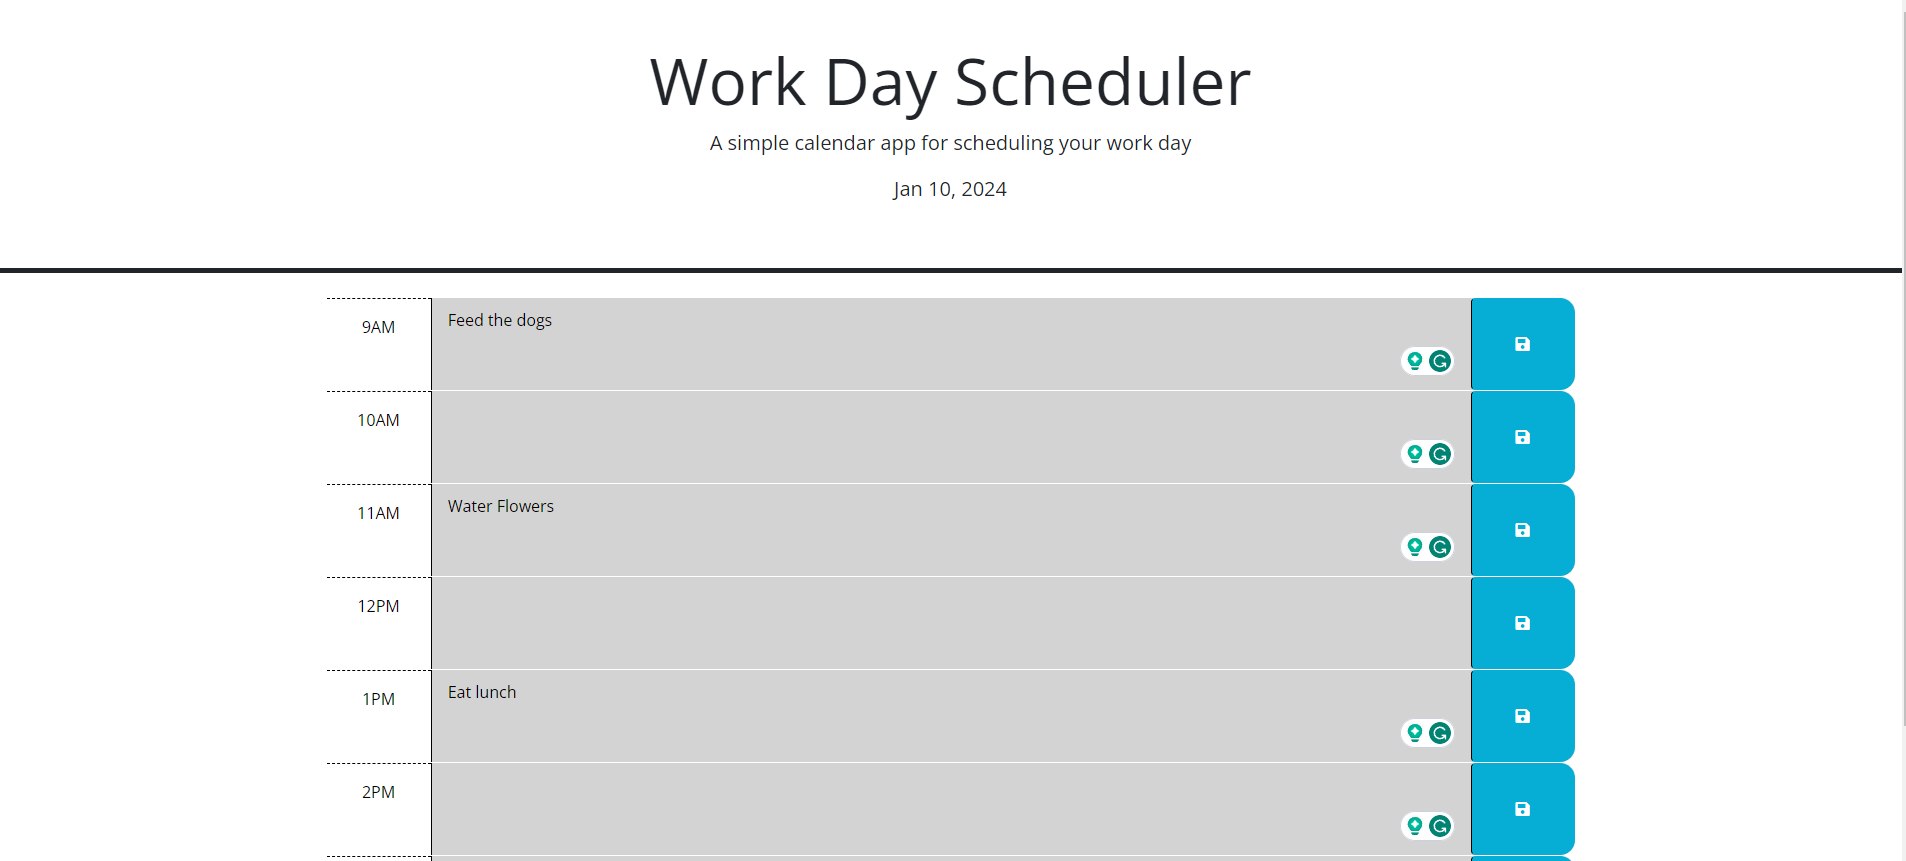 Work Day Scheduler
A simple calendar app for scheduling your work day
Jan 10, 2024
9AM
Feed the dogs
10AM
11AM
Water Flowers
12PM
1PM
Eat lunch
2PM